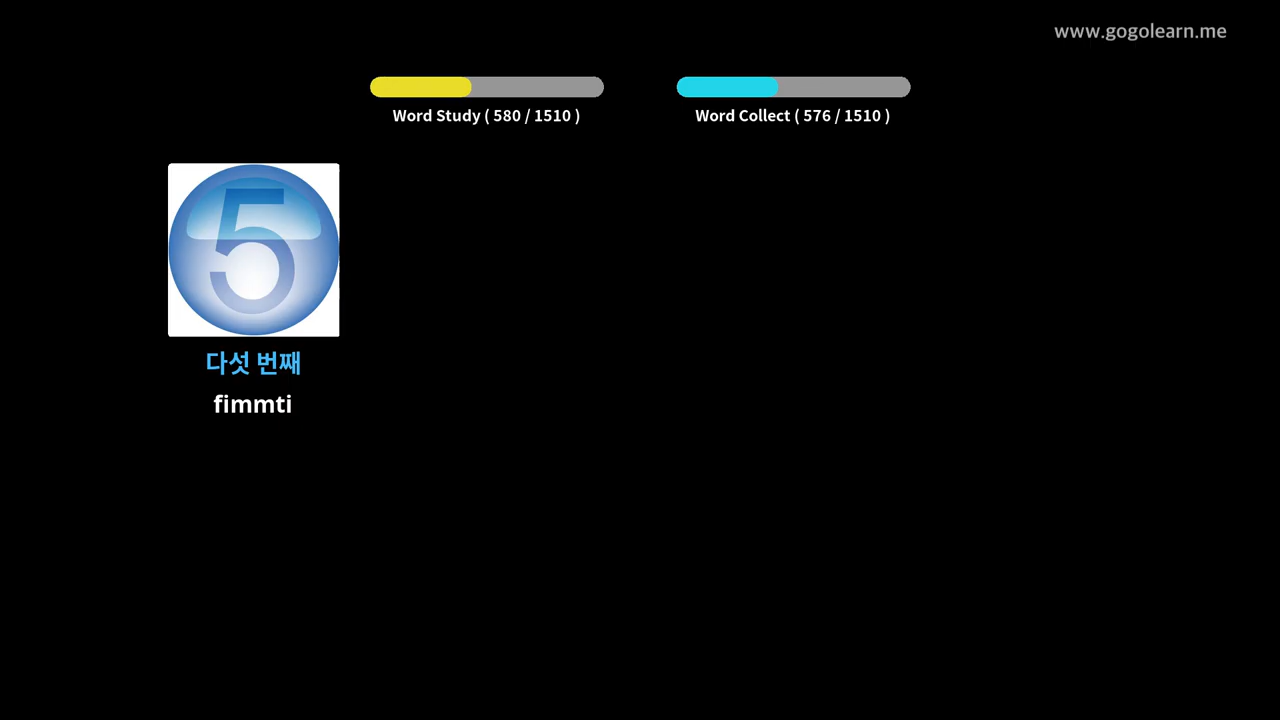 www.gogolearn.me
Word Study ( 580 / 1510 )
Word Collect ( 576 / 1510 )
5
다섯 번째
fimmti